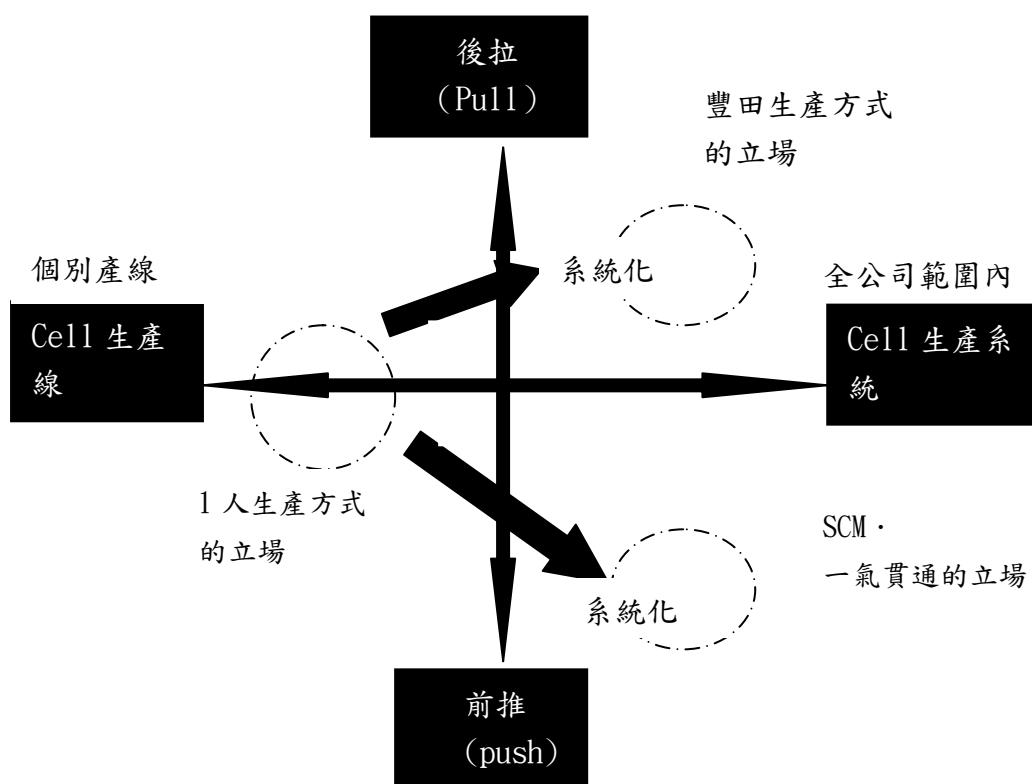 後拉
(Pull)
豐田生產方式
的立場
系統化
個別產線
全公司範圍內
Cell 生產
線
Cell 生產系
統
1 人生產方式
的立場
SCM·
一氣貫通的立場
系統化
前推
(push)